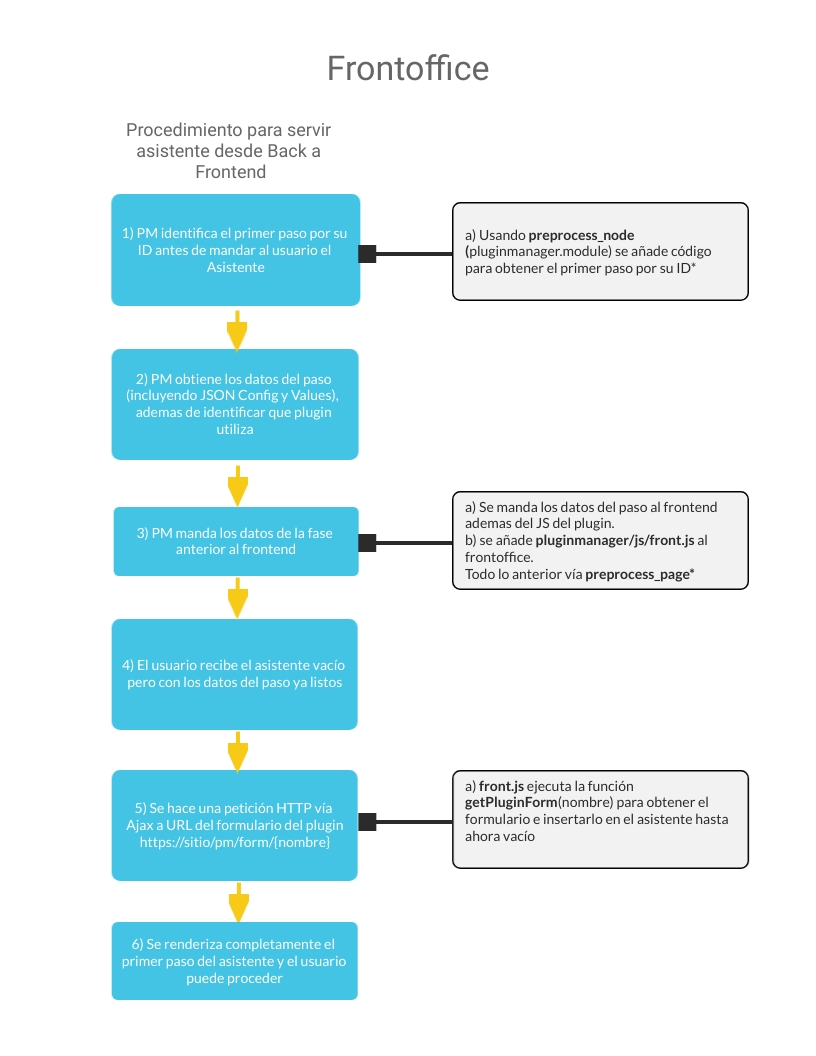 Frontoffice
Procedimiento para servir
asistente desde Back a
Frontend
1) PM identifica el primer paso por su
ID antes de mandar al usuario el
Asistente
a) Usando preprocess_node
(pluginmanager.module) se añade código
para obtener el primer paso por su ID*
2) PM obtiene los datos del paso
(incluyendo JSON Config y Values),
ademas de identificar que plugin
utiliza
3) PM manda los datos de la fase
anterior al frontend
a) Se manda los datos del paso al frontend
ademas del JS del plugin.
b) se añade pluginmanager/js/front.js al
frontoffice.
Todo lo anterior vía preprocess_page*
4) El usuario recibe el asistente vacío
pero con los datos del paso ya listos
5) Se hace una petición HTTP vía
Ajax a URL del formulario del plugin
https://sitio/pm/form/{nombre}
a) front.js ejecuta la función
getPluginForm(nombre) para obtener el
formulario e insertarlo en el asistente hasta
ahora vacío
6) Se renderiza completamente el
primer paso del asistente y el usuario
puede proceder